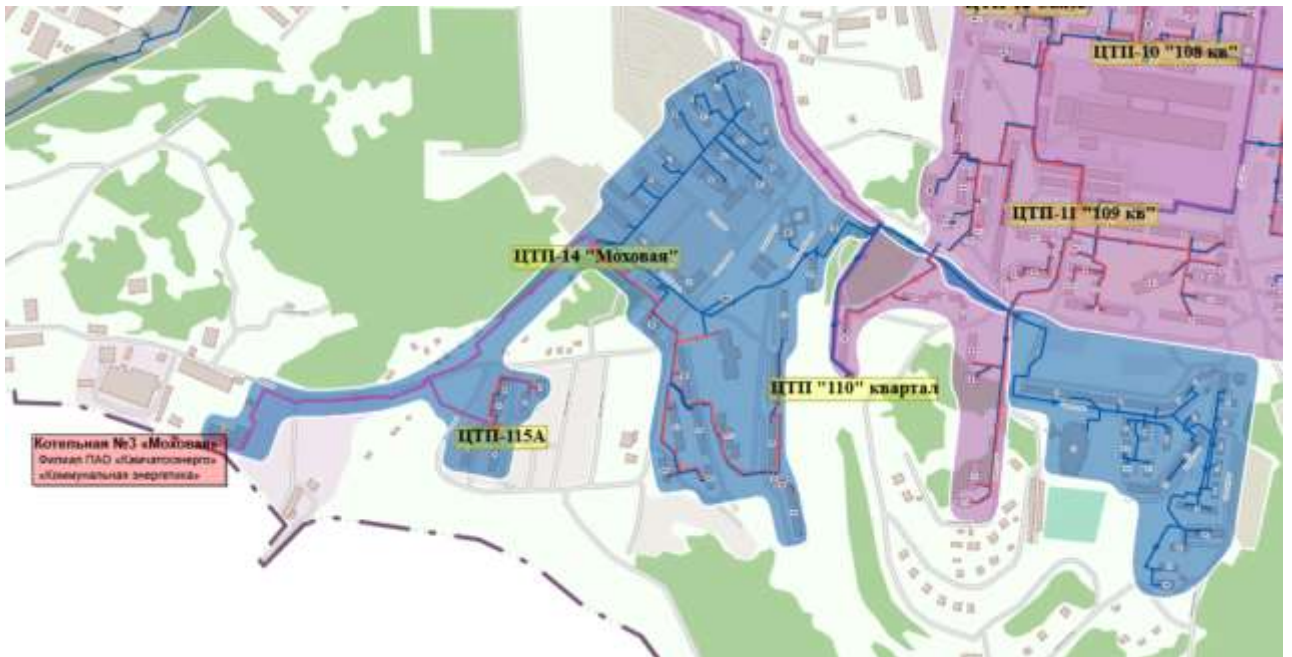 ЦТП-10 "108 кв"
ЦТП-11 "109 кв"
ЦТП-14 "Моховая"
ЦТП "110" квартал
ЦТП-115А
Котельная №3 «Моховая»
Филиал ПАО «Камчатскэнерго»
«Коммунальная энергетика»